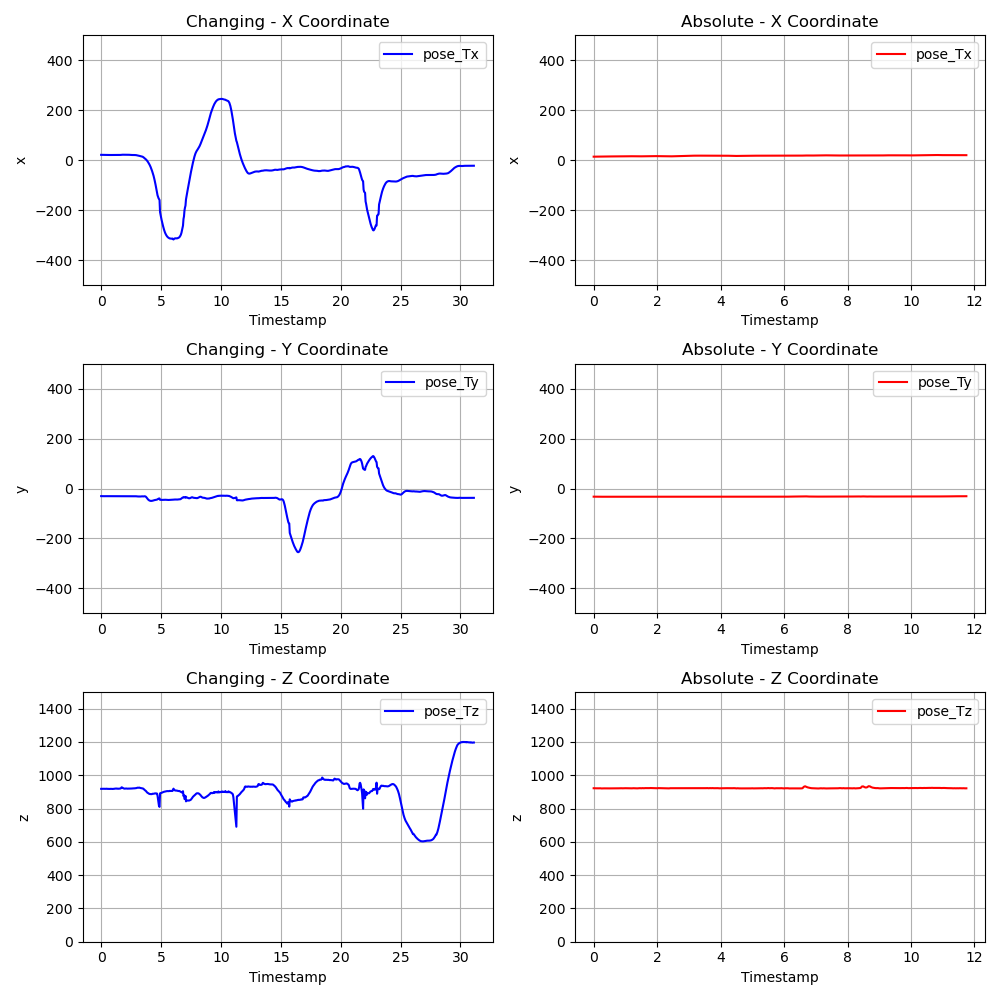 Changing - X Coordinate
400
200
0
−200
−400
x
pose_Tx
0 5 10 15 20 25 30
Timestamp
Absolute - X Coordinate
400
200
0
−200
−400
x
pose_Tx
0 2 4 6 8 10 12
Timestamp
Changing - Y Coordinate
400
200
0
−200
−400
y
pose_Ty
0 5 10 15 20 25 30
Timestamp
Absolute - Y Coordinate
400
200
0
−200
−400
y
pose_Ty
0 2 4 6 8 10 12
Timestamp
Changing - Z Coordinate
1400
1200
1000
800
600
400
200
0
z
pose_Tz
0 5 10 15 20 25 30
Timestamp
Absolute - Z Coordinate
1400
1200
1000
800
600
400
200
0
z
pose_Tz
0 2 4 6 8 10 12
Timestamp